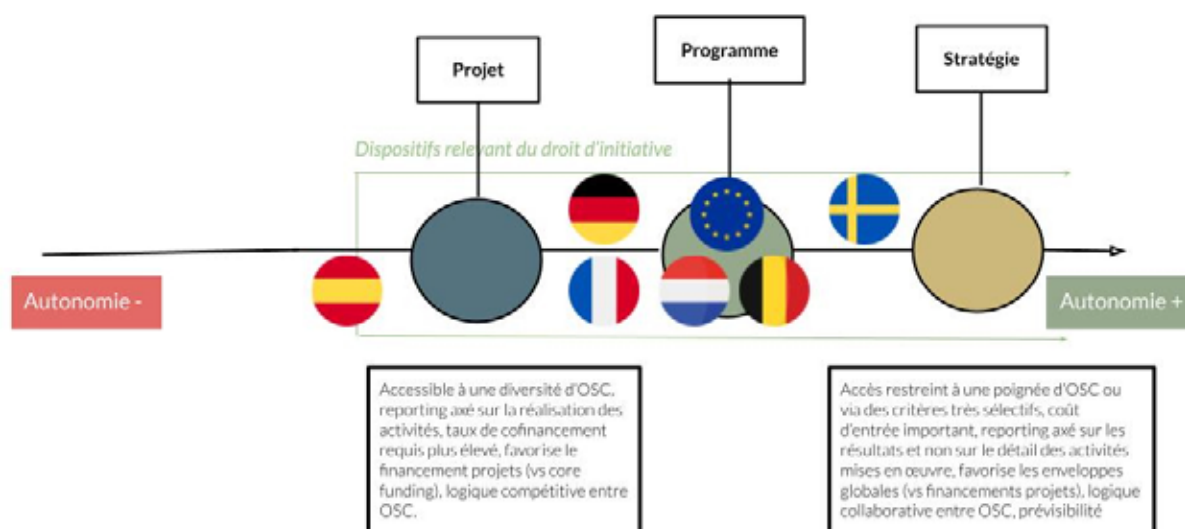 Projet
Programme
Stratégie
Dispositifs relevant du droit d'initiative
Autonomie -
Autonomie +
Accessible à une diversité d'OSC,
reporting axé sur la réalisation des
activités, taux de cofinancement
requis plus élevé, favorise le
financement projets (vs core
funding), logique compétitive entre
OSC.
Accès restreint à une poignée d'OSC ou
via des critères très sélectifs, coût
d'entrée important, reporting axé sur les
résultats et non sur le détail des activités
mises en œuvre, favorise les enveloppes
globales (vs financements projets), logique
collaborative entre OSC, prévisibilité